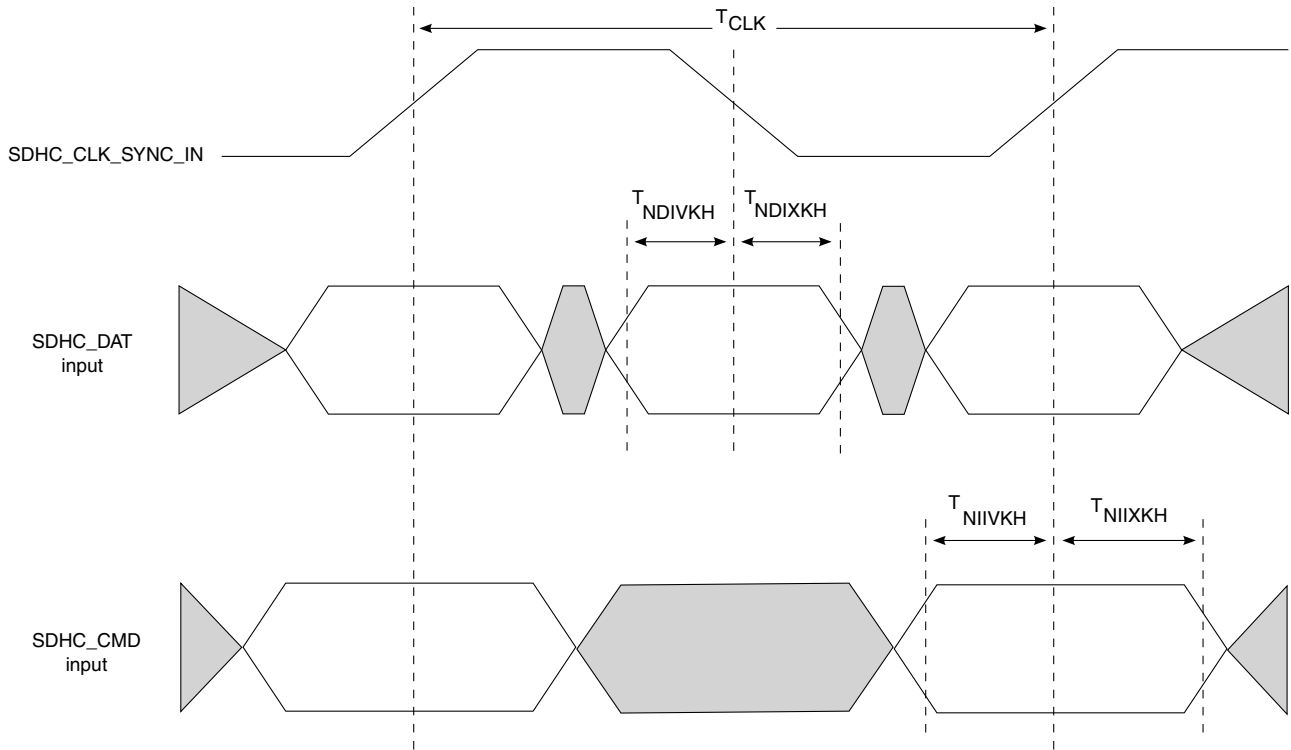 TCLK
SDHC_CLK_SYNC_IN
TNDIVKH
TNDIXKH
SDHC_DAT
input
TNIIVKH
TNIIXKH
SDHC_CMD
input